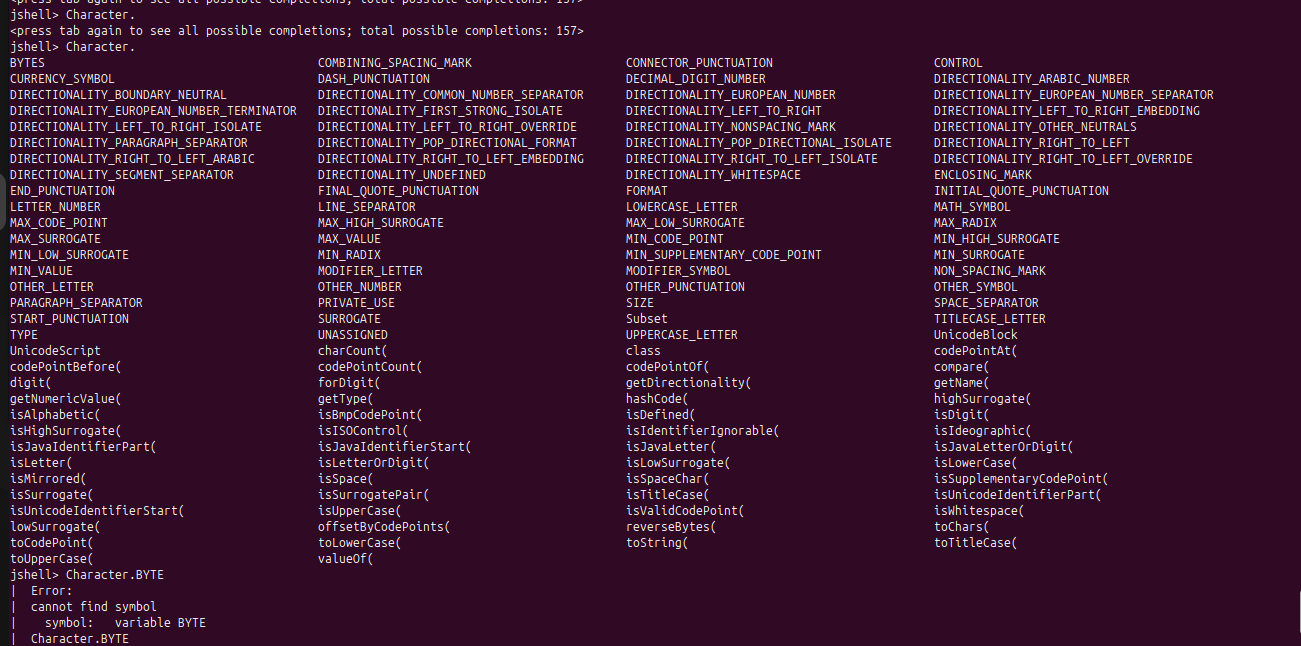 <press tab again to see all possible completions; total possible completions: 157>
jshell> Character.
<press tab again to see all possible completions; total possible completions: 157>
jshell> Character.
BYTES COMBINING_SPACING_MARK CONNECTOR_PUNCTUATION CONTROL
CURRENCY_SYMBOL DASH_PUNCTUATION DECIMAL_DIGIT_NUMBER DIRECTIONALITY_ARABIC_NUMBER
DIRECTIONALITY_BOUNDARY_NEUTRAL DIRECTIONALITY_COMMON_NUMBER_SEPARATOR DIRECTIONALITY_EUROPEAN_NUMBER DIRECTIONALITY_EUROPEAN_NUMBER_SEPARATOR
DIRECTIONALITY_EUROPEAN_NUMBER_TERMINATOR DIRECTIONALITY_FIRST_STRONG_ISOLATE DIRECTIONALITY_LEFT_TO_RIGHT DIRECTIONALITY_LEFT_TO_RIGHT_EMBEDDING
DIRECTIONALITY_LEFT_TO_RIGHT_ISOLATE DIRECTIONALITY_LEFT_TO_RIGHT_OVERRIDE DIRECTIONALITY_NONSPACING_MARK DIRECTIONALITY_OTHER_NEUTRALS
DIRECTIONALITY_PARAGRAPH_SEPARATOR DIRECTIONALITY_POP_DIRECTIONAL_FORMAT DIRECTIONALITY_POP_DIRECTIONAL_ISOLATE DIRECTIONALITY_RIGHT_TO_LEFT
DIRECTIONALITY_RIGHT_TO_LEFT_ARABIC DIRECTIONALITY_RIGHT_TO_LEFT_EMBEDDING DIRECTIONALITY_RIGHT_TO_LEFT_ISOLATE DIRECTIONALITY_RIGHT_TO_LEFT_OVERRIDE
DIRECTIONALITY_SEGMENT_SEPARATOR DIRECTIONALITY_UNDEFINED DIRECTIONALITY_WHITESPACE ENCLOSING_MARK
END_PUNCTUATION FINAL_QUOTE_PUNCTUATION FORMAT INITIAL_QUOTE_PUNCTUATION
LETTER_NUMBER LINE_SEPARATOR LOWERCASE_LETTER MATH_SYMBOL
MAX_CODE_POINT MAX_HIGH_SURROGATE MAX_LOW_SURROGATE MAX_RADIX
MAX_SURROGATE MAX_VALUE MIN_CODE_POINT MIN_HIGH_SURROGATE
MIN_LOW_SURROGATE MIN_RADIX MIN_SUPPLEMENTARY_CODE_POINT MIN_SURROGATE
MIN_VALUE MODIFIER_LETTER MODIFIER_SYMBOL NON_SPACING_MARK
OTHER_LETTER OTHER_NUMBER OTHER_PUNCTUATION OTHER_SYMBOL
PARAGRAPH_SEPARATOR PRIVATE_USE SIZE SPACE_SEPARATOR
START_PUNCTUATION SURROGATE Subset TITLECASE_LETTER
TYPE UNASSIGNED UPPERCASE_LETTER UnicodeBlock
UnicodeScript charCount( class codePointAt(
codePointBefore( codePointCount( codePointOf( compare(
digit( forDigit( getDirectionality( getName(
getNumericValue( getType( hashCode( highSurrogate(
isAlphabetic( isBmpCodePoint( isDefined( isDigit(
isHighSurrogate( isISOControl( isIdentifierIgnorable( isIdeographic(
isJavaIdentifierPart( isJavaIdentifierStart( isJavaLetter( isJavaLetterOrDigit(
isLetter( isLetterOrDigit( isLowSurrogate( isLowerCase(
isMirrored( isSpace( isSpaceChar( isSupplementaryCodePoint(
isSurrogate( isSurrogatePair( isTitleCase( isUnicodeIdentifierPart(
isUnicodeIdentifierStart( isUpperCase( isValidCodePoint( isWhitespace(
lowSurrogate( offsetByCodePoints( reverseBytes( toChars(
toCodePoint( toLowerCase( toString( toTitleCase(
toUpperCase( valueOf(
jshell> Character.BYTE
| Error:
| cannot find symbol
| symbol: variable BYTE
| Character.BYTE